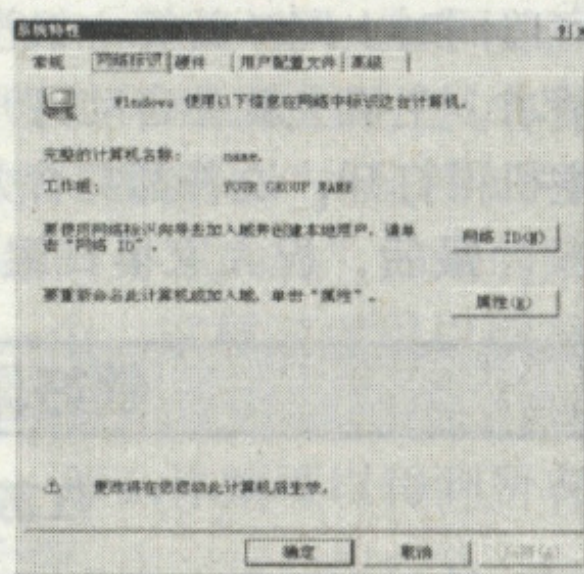 系统特性
常规 网络标识 硬件 用户配置文件 高级
Windows 使用以下信息在网络中标识这台计算机。
完整的计算机名称: name.
工作组: YOUR GROUP NAME
要使用网络标识向导去加入域并创建本地用户，请单
击“网络 ID”。
网络 ID(N)
要重新命名此计算机或加入域，单击“属性”。
属性(R)
更改将在您启动此计算机后生效。
确定 取消